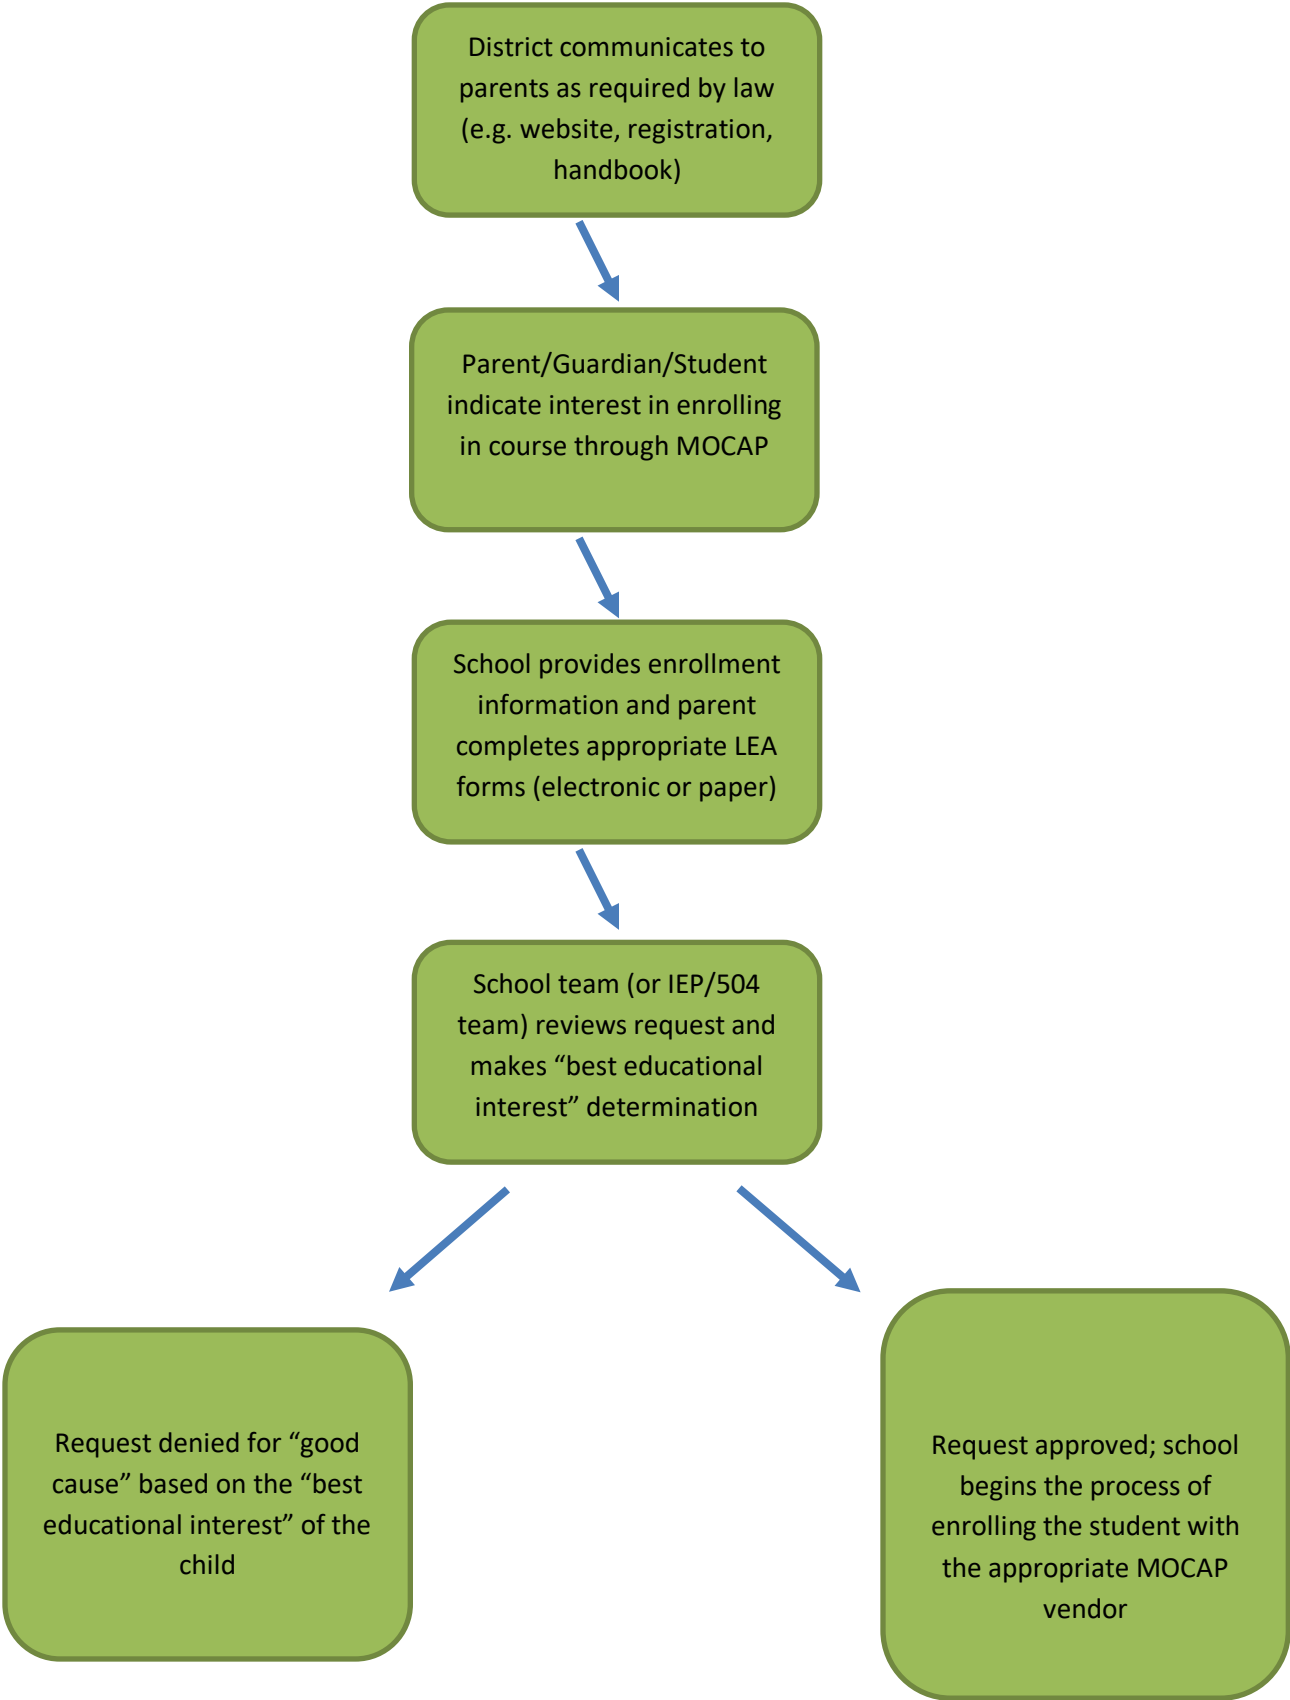 District communicates to
parents as required by law
(e.g. website, registration,
handbook)
Parent/Guardian/Student
indicate interest in enrolling
in course through MOCAP
School provides enrollment
information and parent
completes appropriate LEA
forms (electronic or paper)
School team (or IEP/504
team) reviews request and
makes “best educational
interest” determination
Request denied for “good
cause” based on the “best
educational interest” of the
child
Request approved; school
begins the process of
enrolling the student with
the appropriate MOCAP
vendor